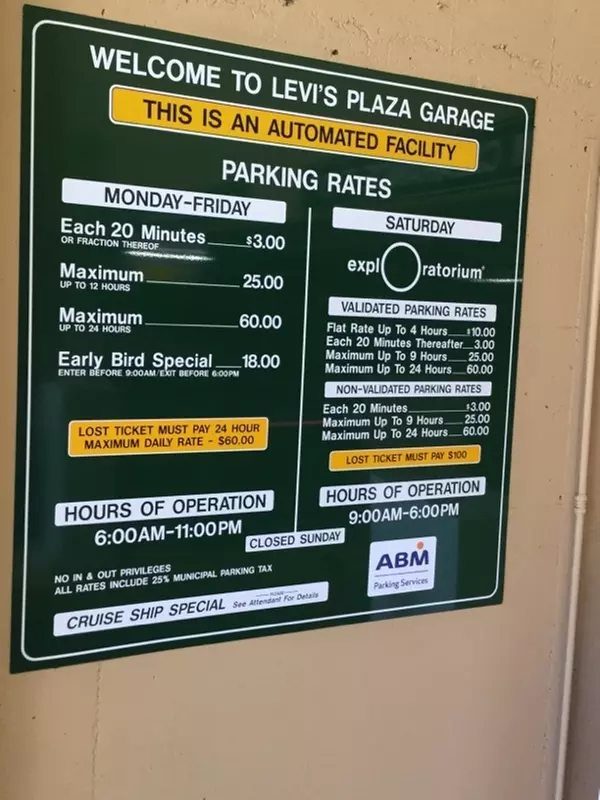 WELCOME TO LEVI'S PLAZA GARAGE
THIS IS AN AUTOMATED FACILITY
PARKING RATES
MONDAY-FRIDAY
Each 20 Minutes $3.00
OR FRACTION THEREOF
Maximum 25.00
UP TO 12 HOURS
Maximum 60.00
UP TO 24 HOURS
Early Bird Special 18.00
ENTER BEFORE 9:00AM/EXIT BEFORE 6:00PM
LOST TICKET MUST PAY 24 HOUR
MAXIMUM DAILY RATE - $60.00
HOURS OF OPERATION
6:00AM-11:00PM
SATURDAY
explOratorium®
VALIDATED PARKING RATES
Flat Rate Up To 4 Hours $10.00
Each 20 Minutes Thereafter 3.00
Maximum Up To 9 Hours 25.00
Maximum Up To 24 Hours 60.00
NON-VALIDATED PARKING RATES
Each 20 Minutes $3.00
Maximum Up To 9 Hours 25.00
Maximum Up To 24 Hours 60.00
LOST TICKET MUST PAY $100
HOURS OF OPERATION
9:00AM-6:00PM
CLOSED SUNDAY
NO IN & OUT PRIVILEGES
ALL RATES INCLUDE 25% MUNICIPAL PARKING TAX
CRUISE SHIP SPECIAL
PLEASE
See Attendant For Details
ABM
Parking Services